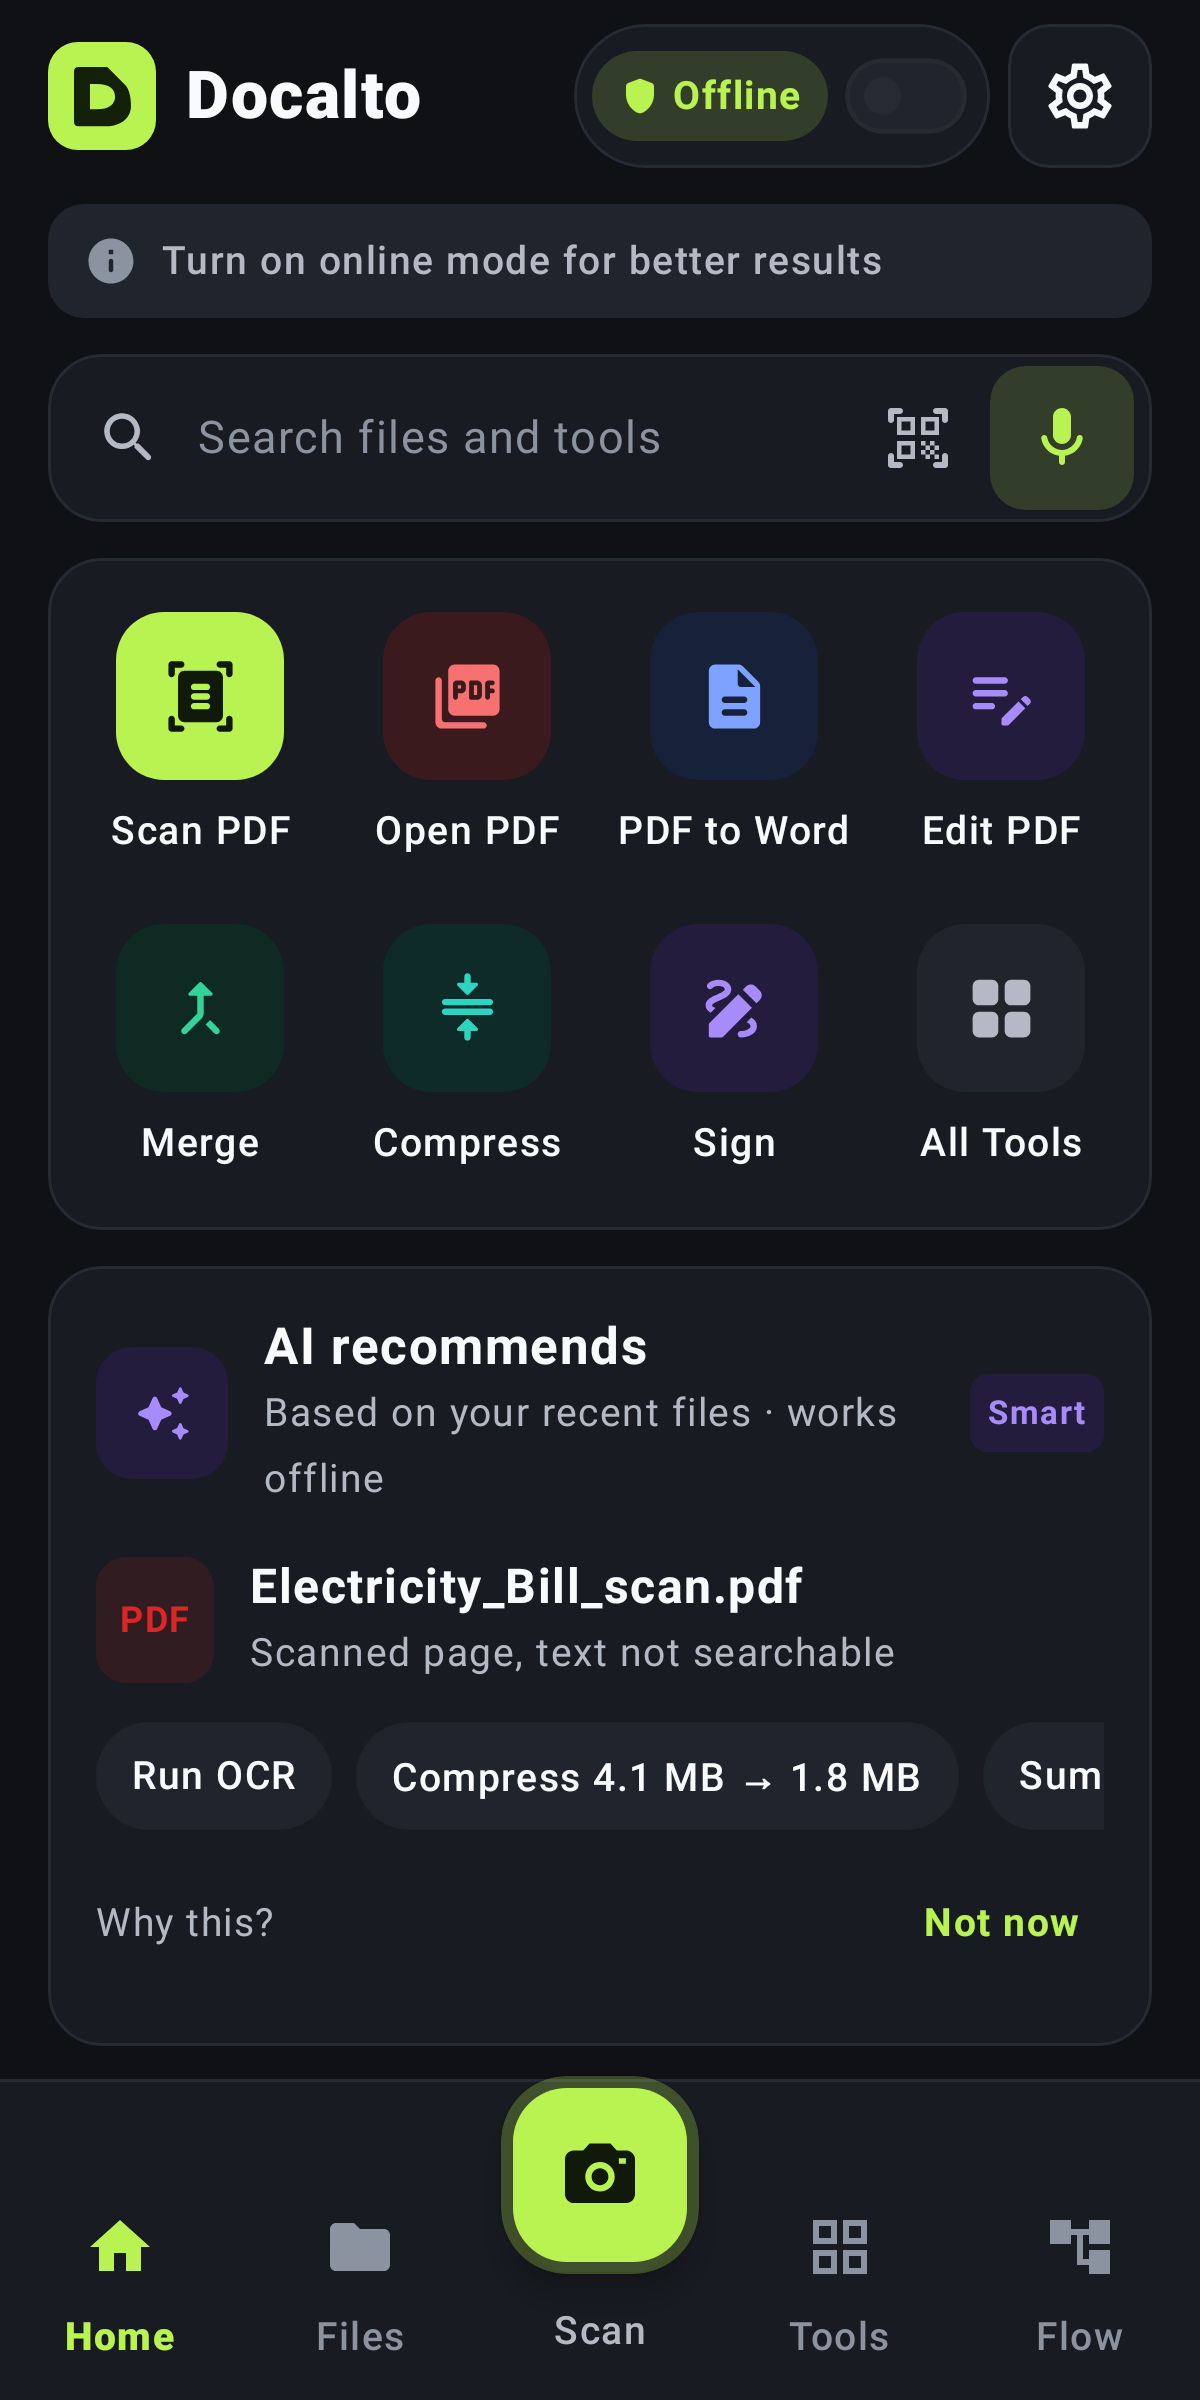 Docalto
Offline
Turn on online mode for better results
Search files and tools
Scan PDF
Open PDF
PDF to Word
Edit PDF
Merge
Compress
Sign
All Tools
AI recommends
Based on your recent files · works
offline
Smart
PDF
Electricity_Bill_scan.pdf
Scanned page, text not searchable
Run OCR
Compress 4.1 MB → 1.8 MB
Sum
Why this?
Not now
Home
Files
Scan
Tools
Flow